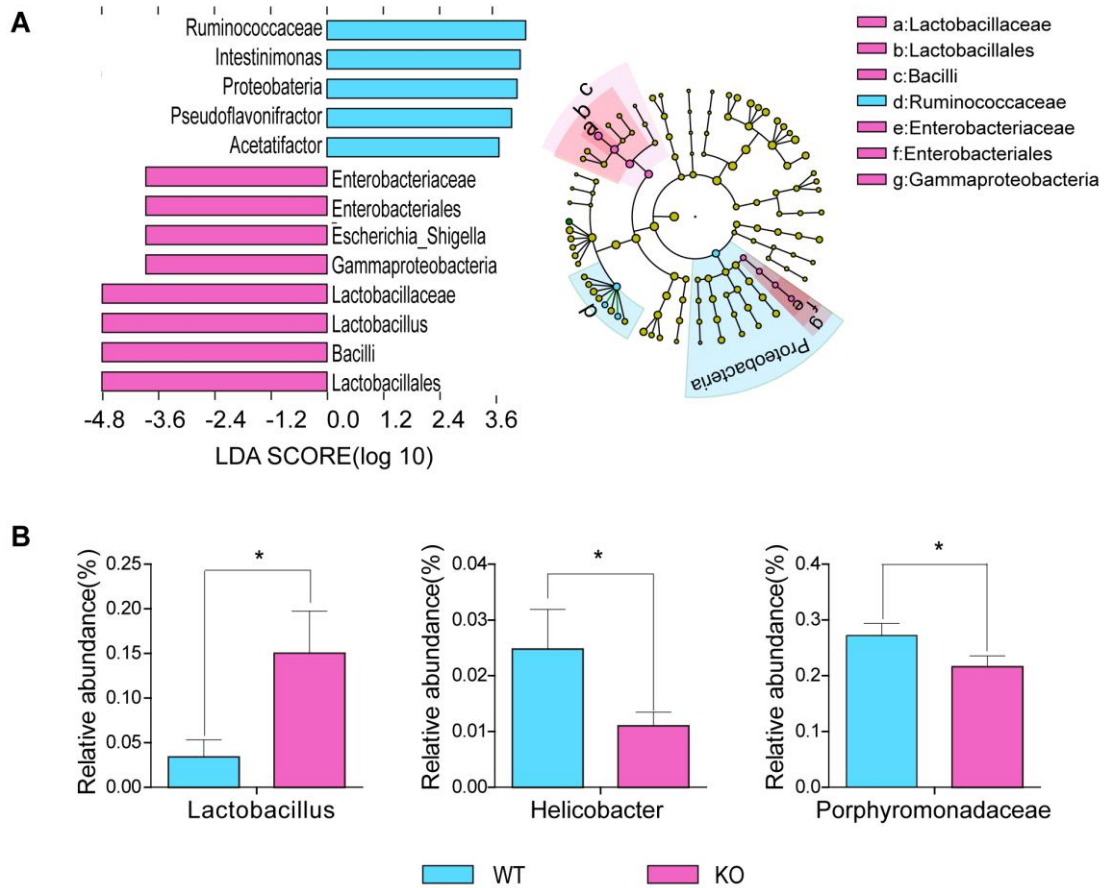 A
Ruminococcaceae
Intestinimonas
Proteobateria
Pseudoflavonifractor
Acetatifactor
Enterobacteriaceae
Enterobacteriales
Escherichia_Shigella
Gammaproteobacteria
Lactobacillaceae
Lactobacillus
Bacilli
Lactobacillales
-4.8 -3.6 -2.4 -1.2 0.0 1.2 2.4 3.6
LDA SCORE(log 10)
a
b
c
d
e
f
g
Proteobacteria
a:Lactobacillaceae
b:Lactobacillales
c:Bacilli
d:Ruminococcaceae
e:Enterobacteriaceae
f:Enterobacteriales
g:Gammaproteobacteria
B
Relative abundance(%)
0.25
0.20
0.15
0.10
0.05
0.00
*
Lactobacillus
Relative abundance(%)
0.04
0.03
0.02
0.01
0.00
*
Helicobacter
Relative abundance(%)
0.4
0.3
0.2
0.1
0.0
*
Porphyromonadaceae
WT KO